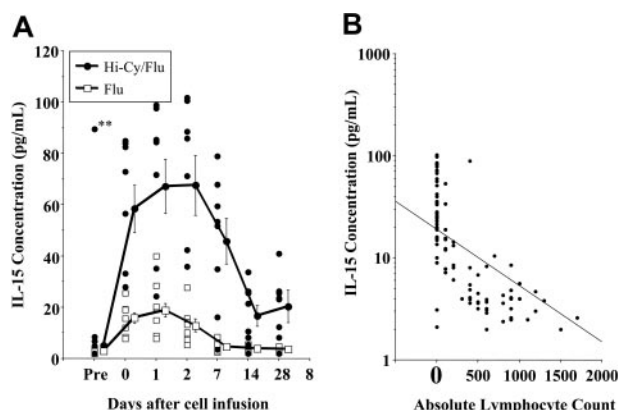 A
120
100
80
60
40
20
0
IL-15 Concentration (pg/mL)
Hi-Cy/Flu
Flu
**
Pre 0 1 2 7 14 28 8
Days after cell infusion
B
1000
100
10
1
IL-15 Concentration (pg/mL)
0 500 1000 1500 2000
Absolute Lymphocyte Count